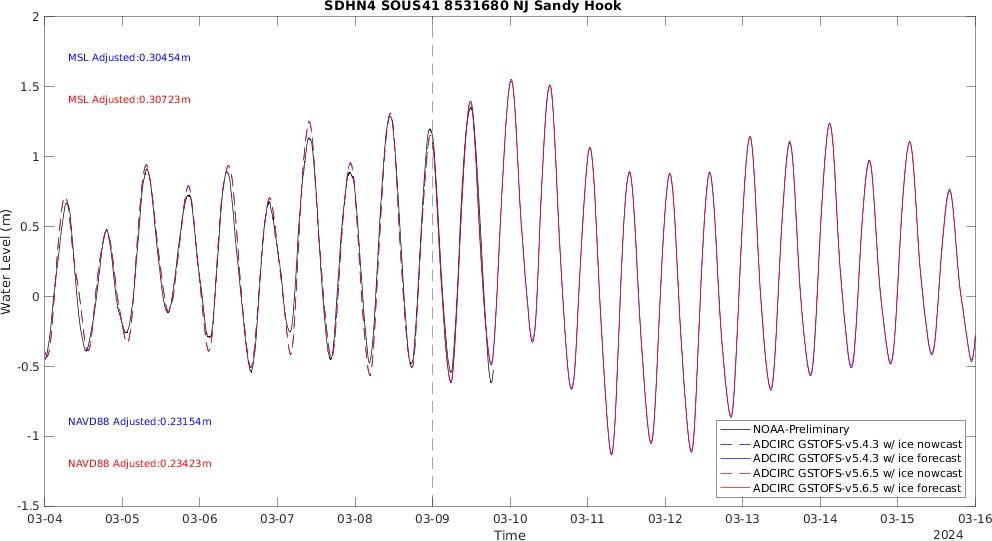 SDHN4 SOUS41 8531680 NJ Sandy Hook
2
1.5
1
0.5
0
-0.5
-1
-1.5
Water Level (m)
MSL Adjusted:0.30454m
MSL Adjusted:0.30723m
NAVD88 Adjusted:0.23154m
NAVD88 Adjusted:0.23423m
NOAA-Preliminary
ADCIRC GSTOFS-v5.4.3 w/ ice nowcast
ADCIRC GSTOFS-v5.4.3 w/ ice forecast
ADCIRC GSTOFS-v5.6.5 w/ ice nowcast
ADCIRC GSTOFS-v5.6.5 w/ ice forecast
03-04 03-05 03-06 03-07 03-08 03-09 03-10 03-11 03-12 03-13 03-14 03-15 03-16
Time
2024